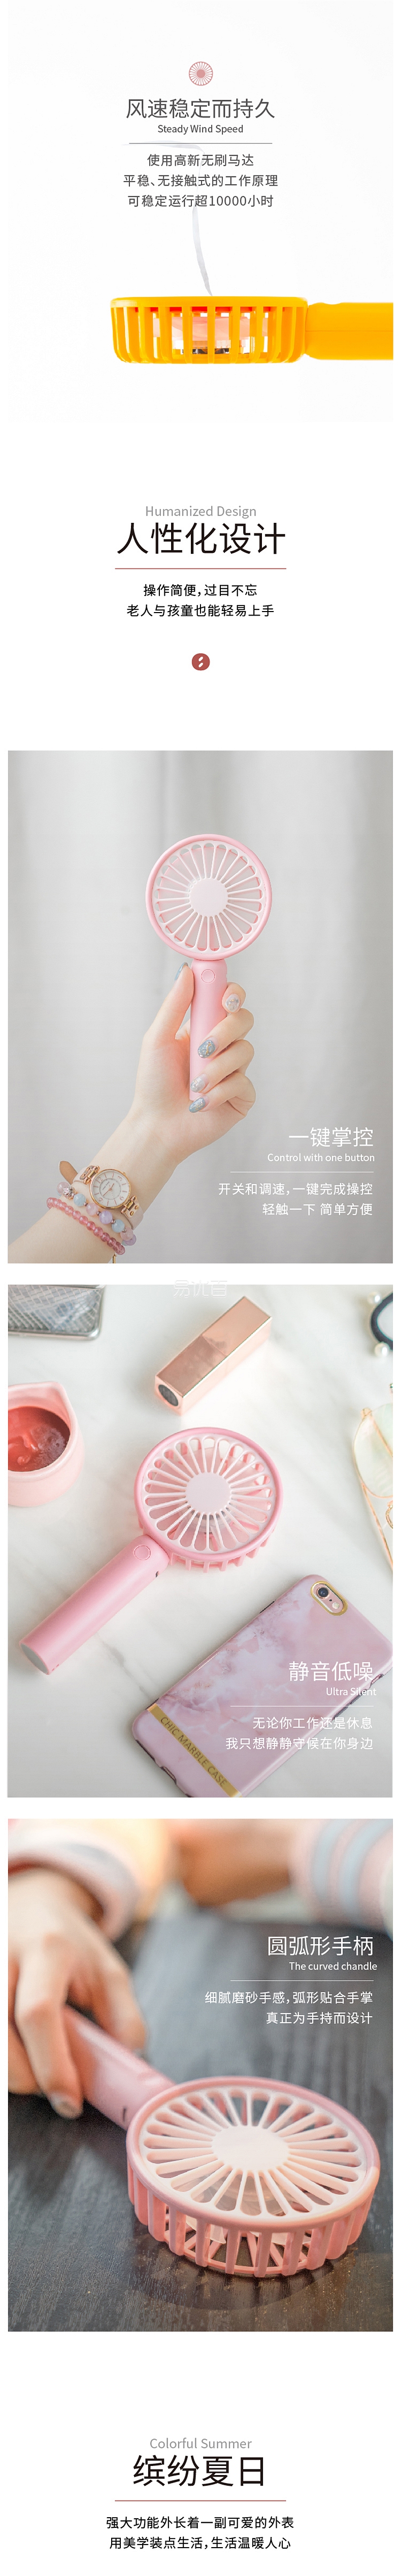 风速稳定而持久
Steady Wind Speed
使用高新无刷马达
平稳、无接触式的工作原理
可稳定运行超10000小时
Humanized Design
人性化设计
操作简便，过目不忘
老人与孩童也能轻易上手
一键掌控
Control with one button
开关和调速，一键完成操控
轻触一下 简单方便
静音低噪
Ultra Silent
无论你工作还是休息
我只想静静守候在你身边
CHIC MARBLE CASE
圆弧形手柄
The curved chandle
细腻磨砂手感，弧形贴合手掌
真正为手持而设计
Colorful Summer
缤纷夏日
强大功能外长着一副可爱的外表
用美学装点生活，生活温暖人心